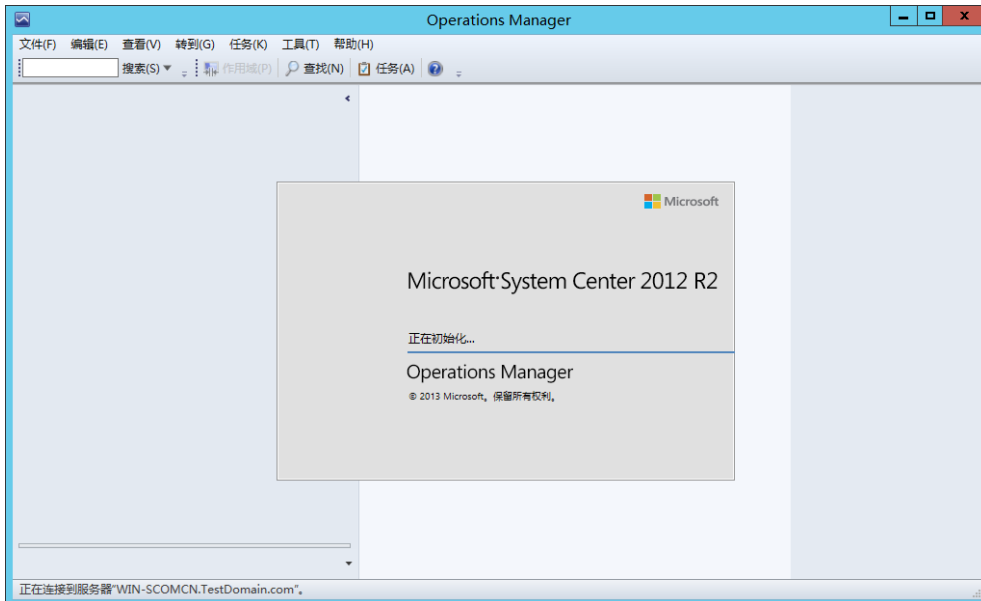 Operations Manager
文件(F) 编辑(E) 查看(V) 转到(G) 任务(K) 工具(T) 帮助(H)
搜索(S) 作用域(P) 查找(N) 任务(A)
Microsoft
Microsoft System Center 2012 R2
正在初始化...
Operations Manager
© 2013 Microsoft。保留所有权利。
正在连接到服务器"WIN-SCOMCN.TestDomain.com"。